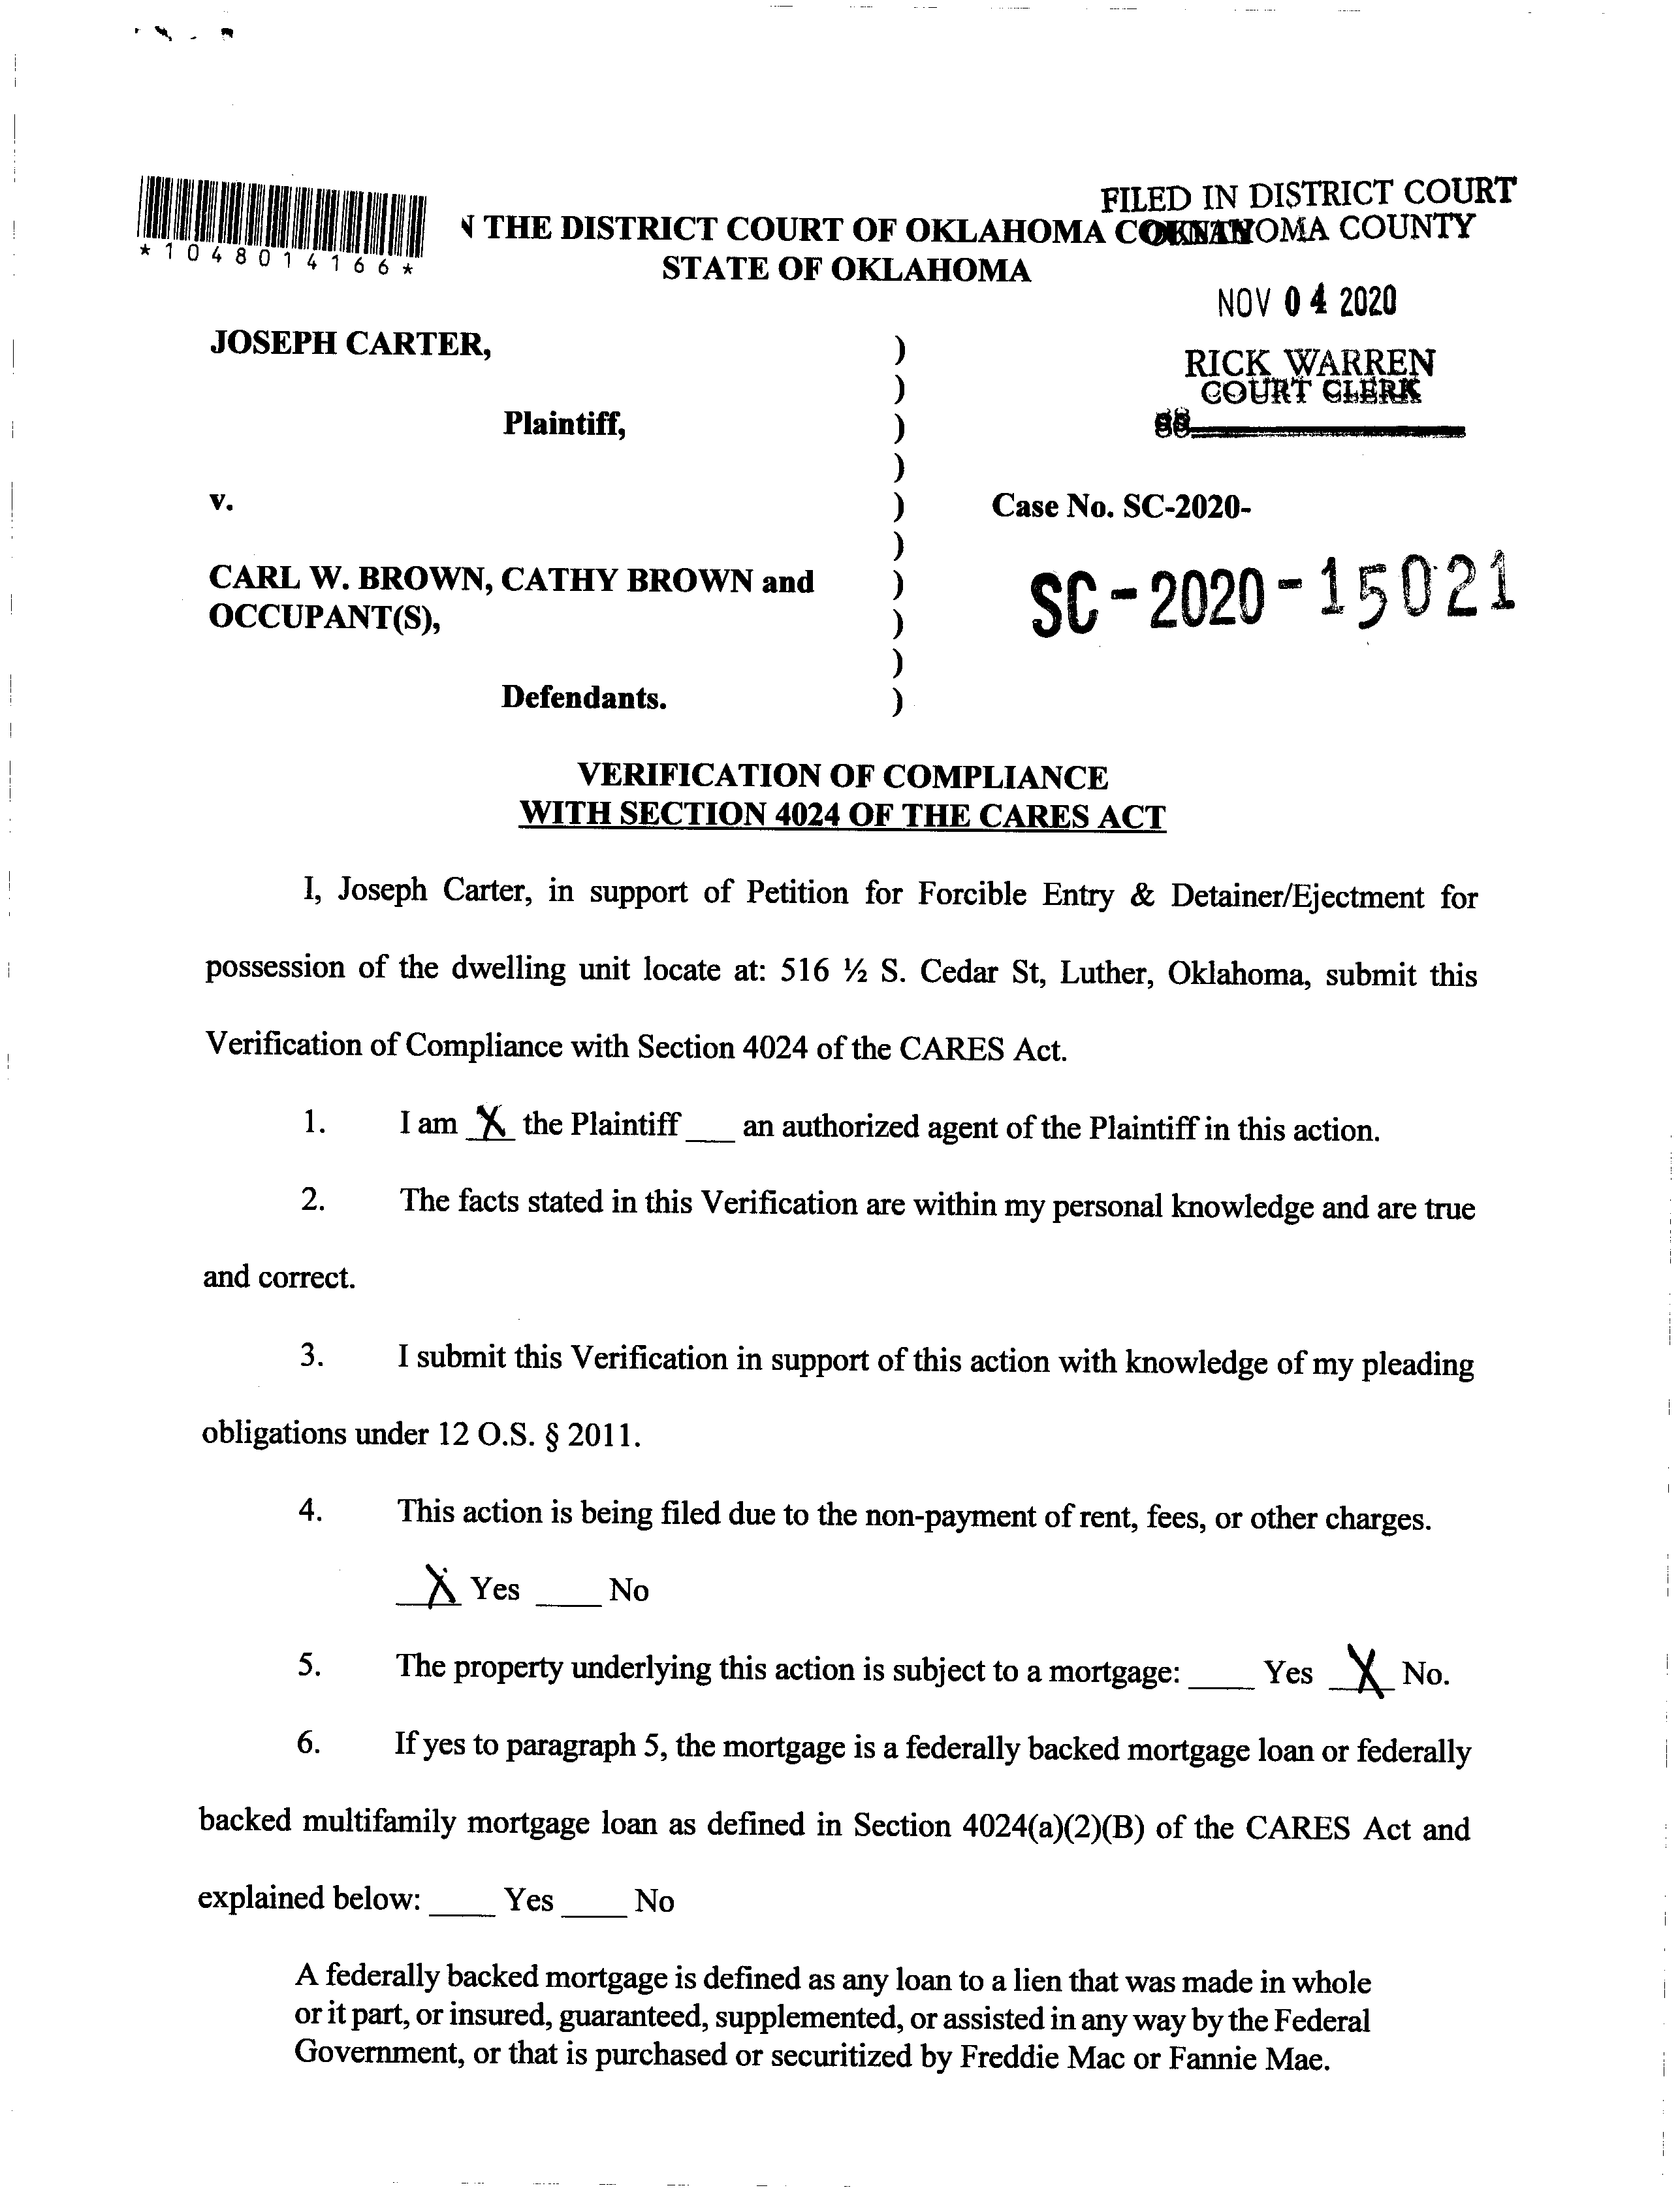 FILED IN DISTRICT COURT
THE DISTRICT COURT OF OKLAHOMA OMA COUNTY
*1048014166*
STATE OF OKLAHOMA
NOV 04 2020
JOSEPH CARTER, )
RICK WARREN
) COURT CLERK
Plaintiff, )
)
v. ) Case No. SC-2020-
)
CARL W. BROWN, CATHY BROWN and ) SC-2020-15021
OCCUPANT(S), )
)
Defendants. )
VERIFICATION OF COMPLIANCE
WITH SECTION 4024 OF THE CARES ACT
I, Joseph Carter, in support of Petition for Forcible Entry & Detainer/Ejectment for
possession of the dwelling unit locate at: 516 ½ S. Cedar St, Luther, Oklahoma, submit this
Verification of Compliance with Section 4024 of the CARES Act.
1. I am X the Plaintiff ___ an authorized agent of the Plaintiff in this action.
2. The facts stated in this Verification are within my personal knowledge and are true
and correct.
3. I submit this Verification in support of this action with knowledge of my pleading
obligations under 12 O.S. § 2011.
4. This action is being filed due to the non-payment of rent, fees, or other charges.
X Yes ____ No
5. The property underlying this action is subject to a mortgage: ____ Yes X No.
6. If yes to paragraph 5, the mortgage is a federally backed mortgage loan or federally
backed multifamily mortgage loan as defined in Section 4024(a)(2)(B) of the CARES Act and
explained below: ____ Yes ____ No
A federally backed mortgage is defined as any loan to a lien that was made in whole
or it part, or insured, guaranteed, supplemented, or assisted in any way by the Federal
Government, or that is purchased or securitized by Freddie Mac or Fannie Mae.